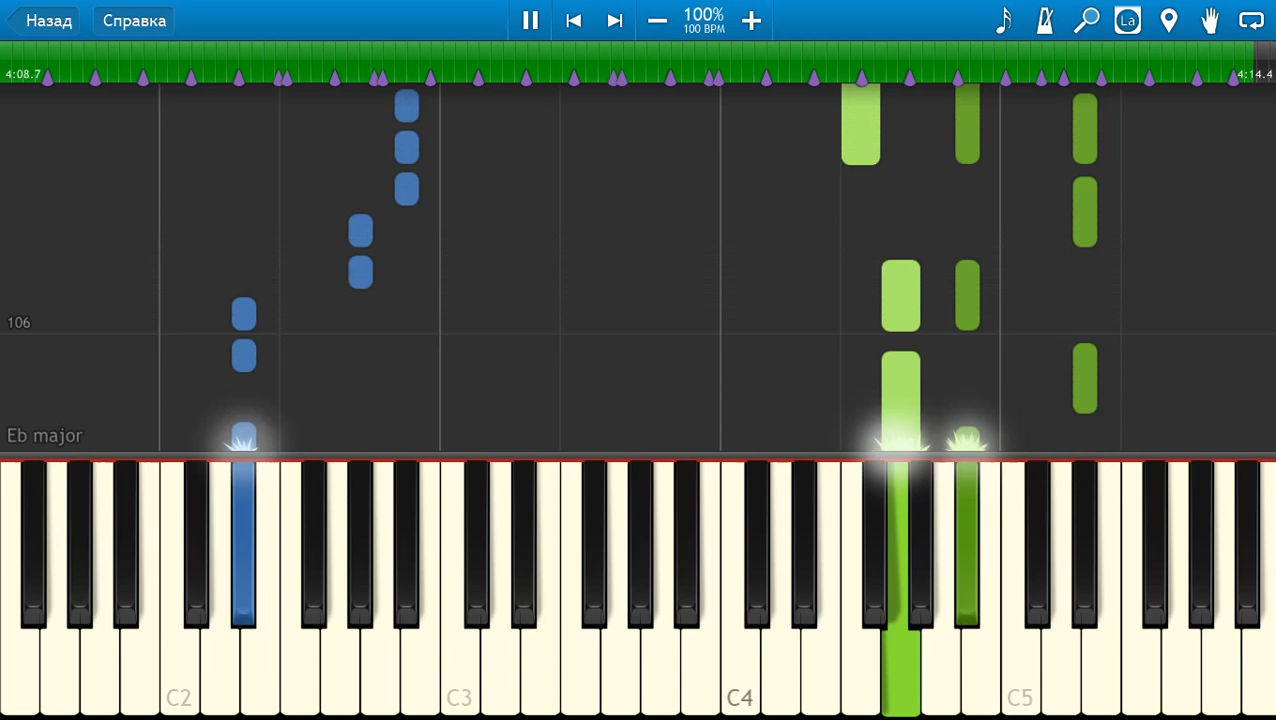 Назад
Справка
100%
100 BPM
La
4:08.7
4:14.4
106
Eb major
C2
C3
C4
C5